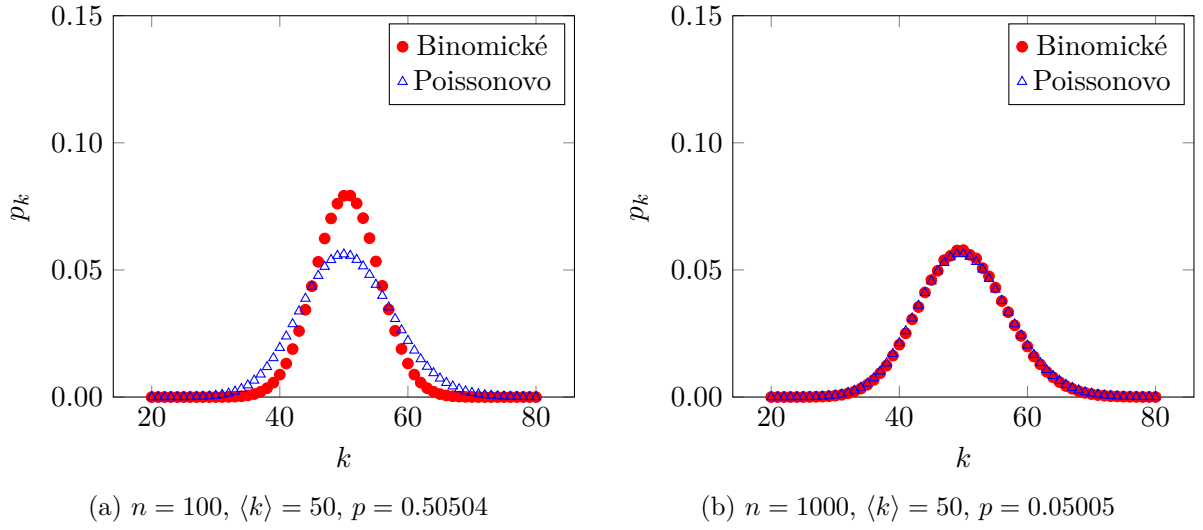 0.15
0.10
0.05
0.00
20 40 60 80
k
p_k
Binomické
Poissonovo
(a) n = 100, ⟨k⟩ = 50, p = 0.50504
0.15
0.10
0.05
0.00
20 40 60 80
k
p_k
Binomické
Poissonovo
(b) n = 1000, ⟨k⟩ = 50, p = 0.05005